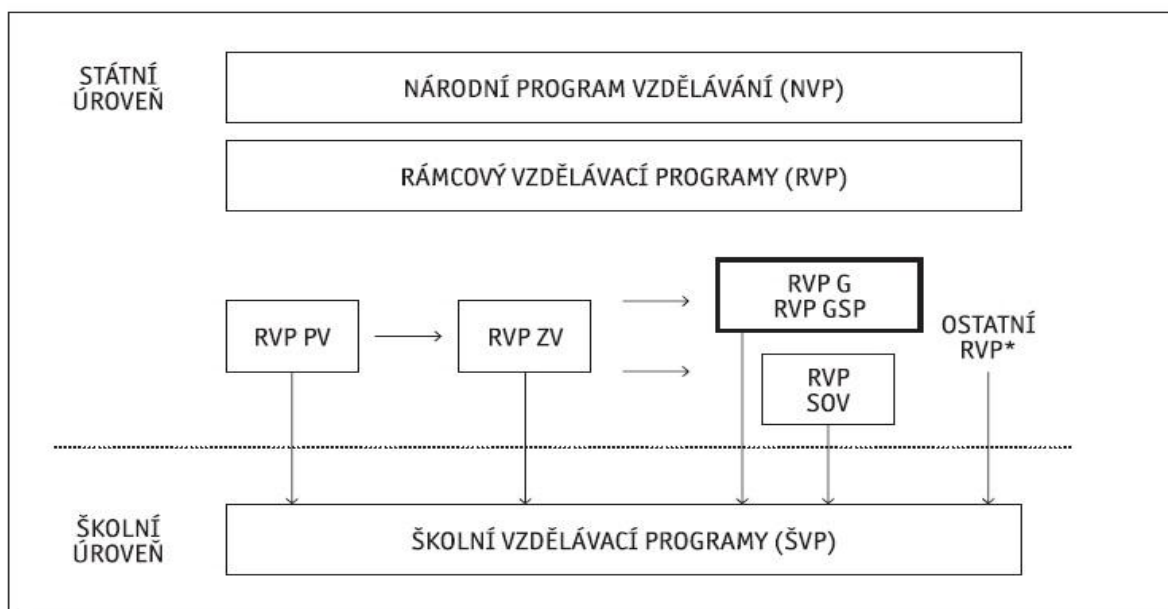 STÁTNÍ
ÚROVEŇ
NÁRODNÍ PROGRAM VZDĚLÁVÁNÍ (NVP)
RÁMCOVÝ VZDĚLÁVACÍ PROGRAMY (RVP)
RVP PV
RVP ZV
RVP G
RVP GSP
RVP
SOV
OSTATNÍ
RVP*
ŠKOLNÍ
ÚROVEŇ
ŠKOLNÍ VZDĚLÁVACÍ PROGRAMY (ŠVP)